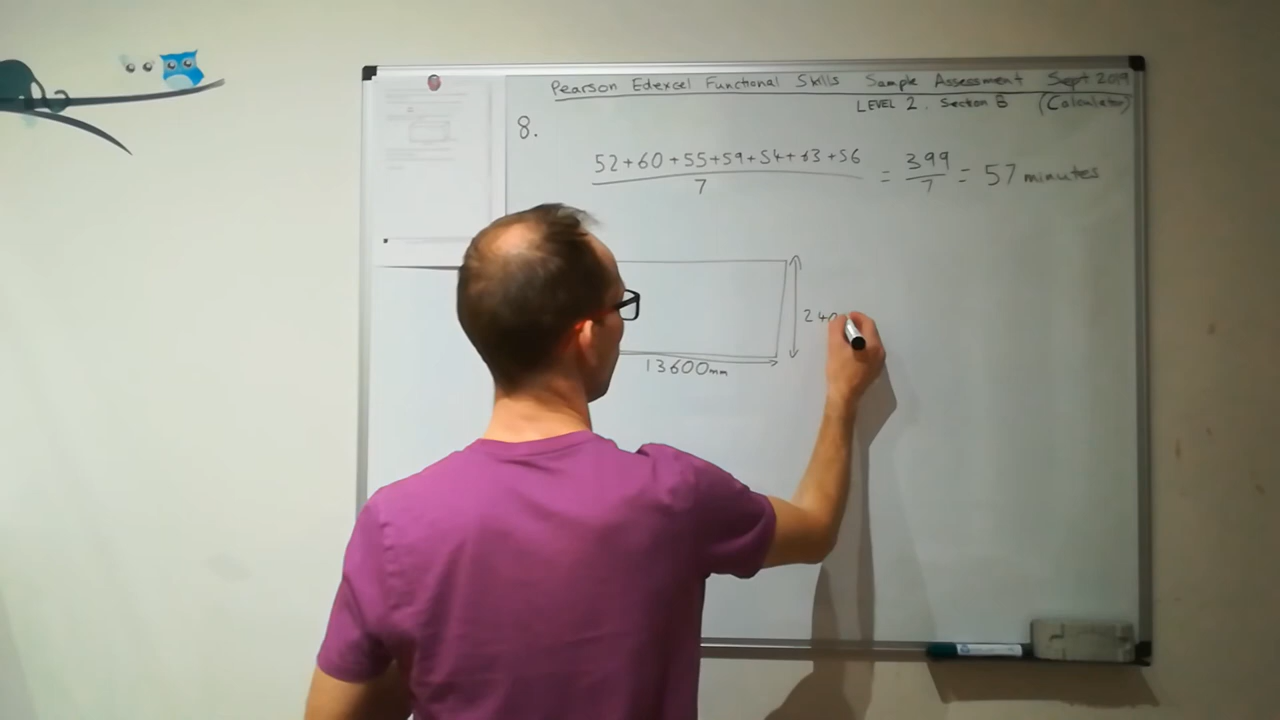 Pearson Edexcel Functional Skills Sample Assessment Sept 2019
LEVEL 2. Section B (Calculator)
8.
52+60+55+59+54+63+56
7
= 399
7
= 57 minutes
240
13600mm